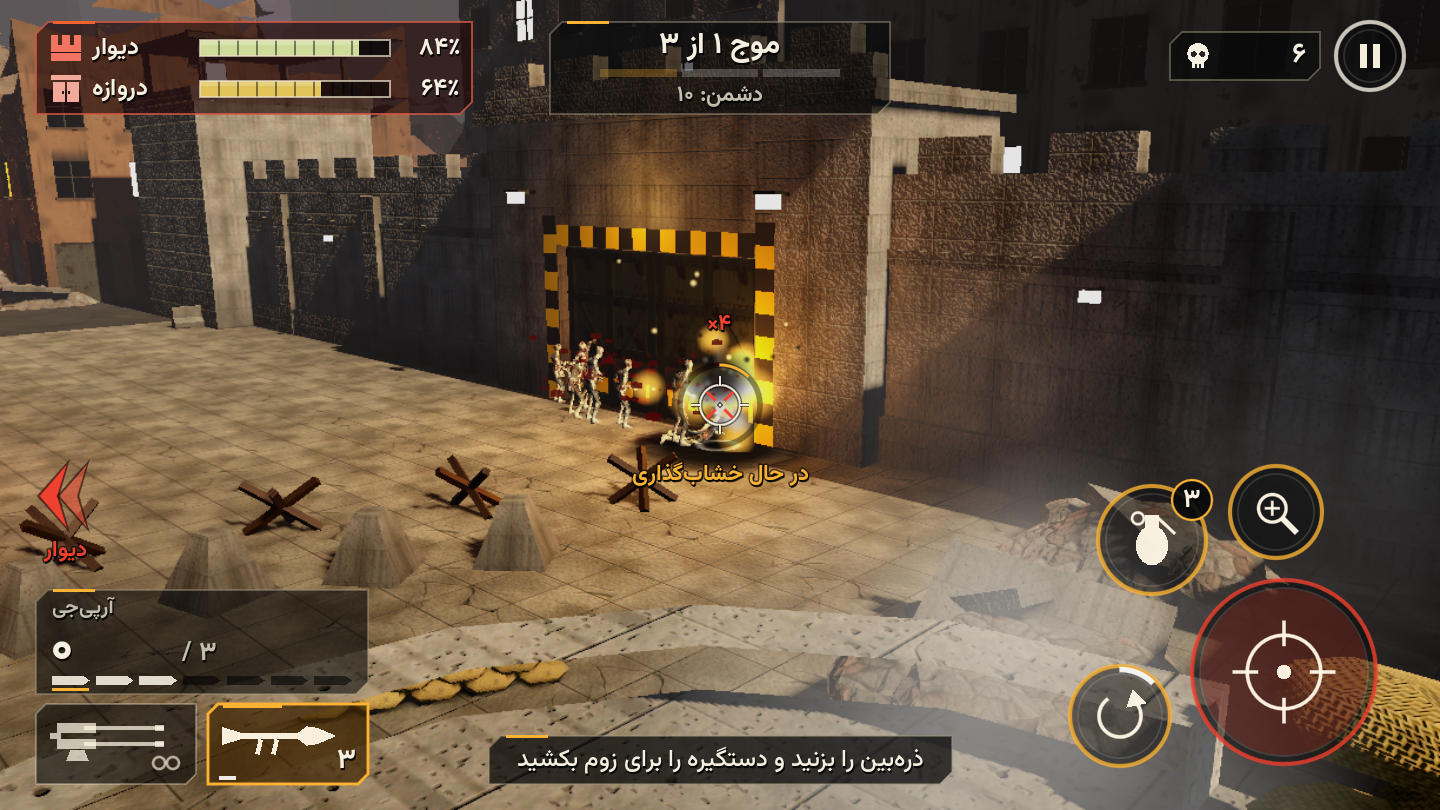 دیوار ۸۴٪
دروازه ۶۴٪
موج ۱ از ۳
دشمن: ۱۰
۶
×۴
در حال خشاب‌گذاری
دیوار
۳
آرپی‌جی
۰ / ۳
∞
۳
ذره‌بین را بزنید و دستگیره را برای زوم بکشید